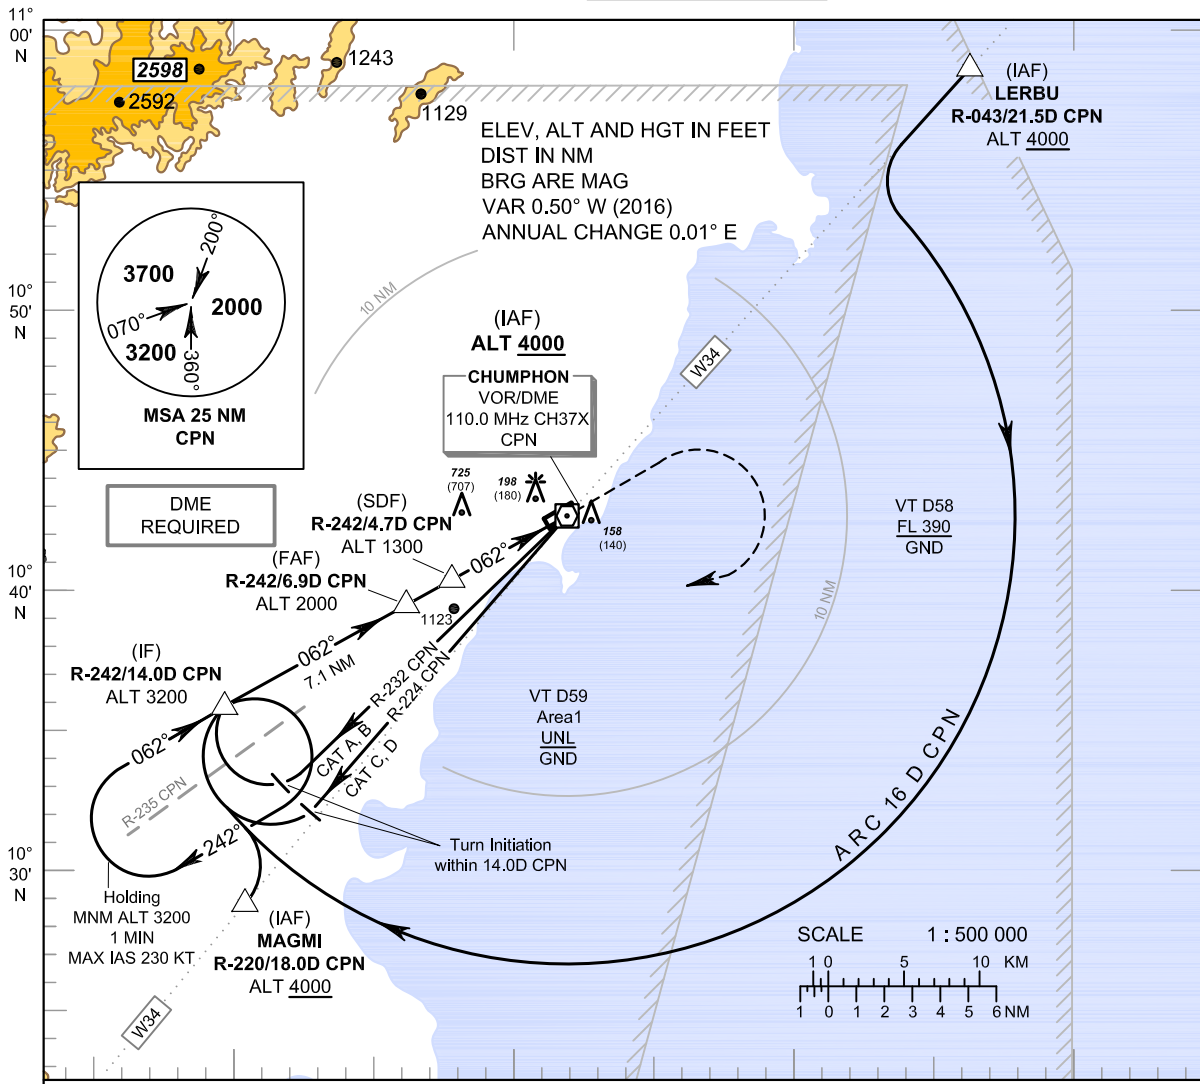 11°
00'
N
2598
2592
1243
1129
ELEV, ALT AND HGT IN FEET
DIST IN NM
BRG ARE MAG
VAR 0.50° W (2016)
ANNUAL CHANGE 0.01° E
(IAF)
LERBU
R-043/21.5D CPN
ALT 4000
200°
3700
2000
070°
3200
360°
MSA 25 NM
CPN
10°
50'
N
10 NM
(IAF)
ALT 4000
CHUMPHON
VOR/DME
110.0 MHz CH37X
CPN
W34
DME
REQUIRED
725
(707)
198
(180)
158
(140)
(SDF)
R-242/4.7D CPN
ALT 1300
062°
(FAF)
R-242/6.9D CPN
ALT 2000
1123
VT D58
FL 390
GND
10°
40'
N
10 NM
(IF)
R-242/14.0D CPN
ALT 3200
062°
7.1 NM
R-232 CPN
R-224 CPN
CAT A, B
CAT C, D
VT D59
Area1
UNL
GND
062°
R-235 CPN
242°
Turn Initiation
within 14.0D CPN
ARC 16 D CPN
10°
30'
N
Holding
MNM ALT 3200
1 MIN
MAX IAS 230 KT
(IAF)
MAGMI
R-220/18.0D CPN
ALT 4000
W34
SCALE 1 : 500 000
1 0 5 10 KM
1 0 1 2 3 4 5 6 NM